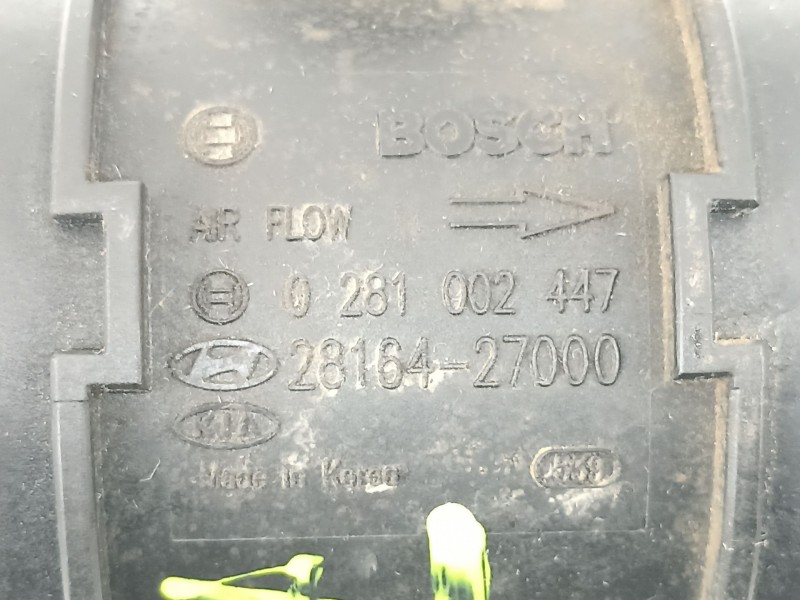 BOSCH
AIR FLOW
0 281 002 447
28164-27000
KIA
Made in Korea